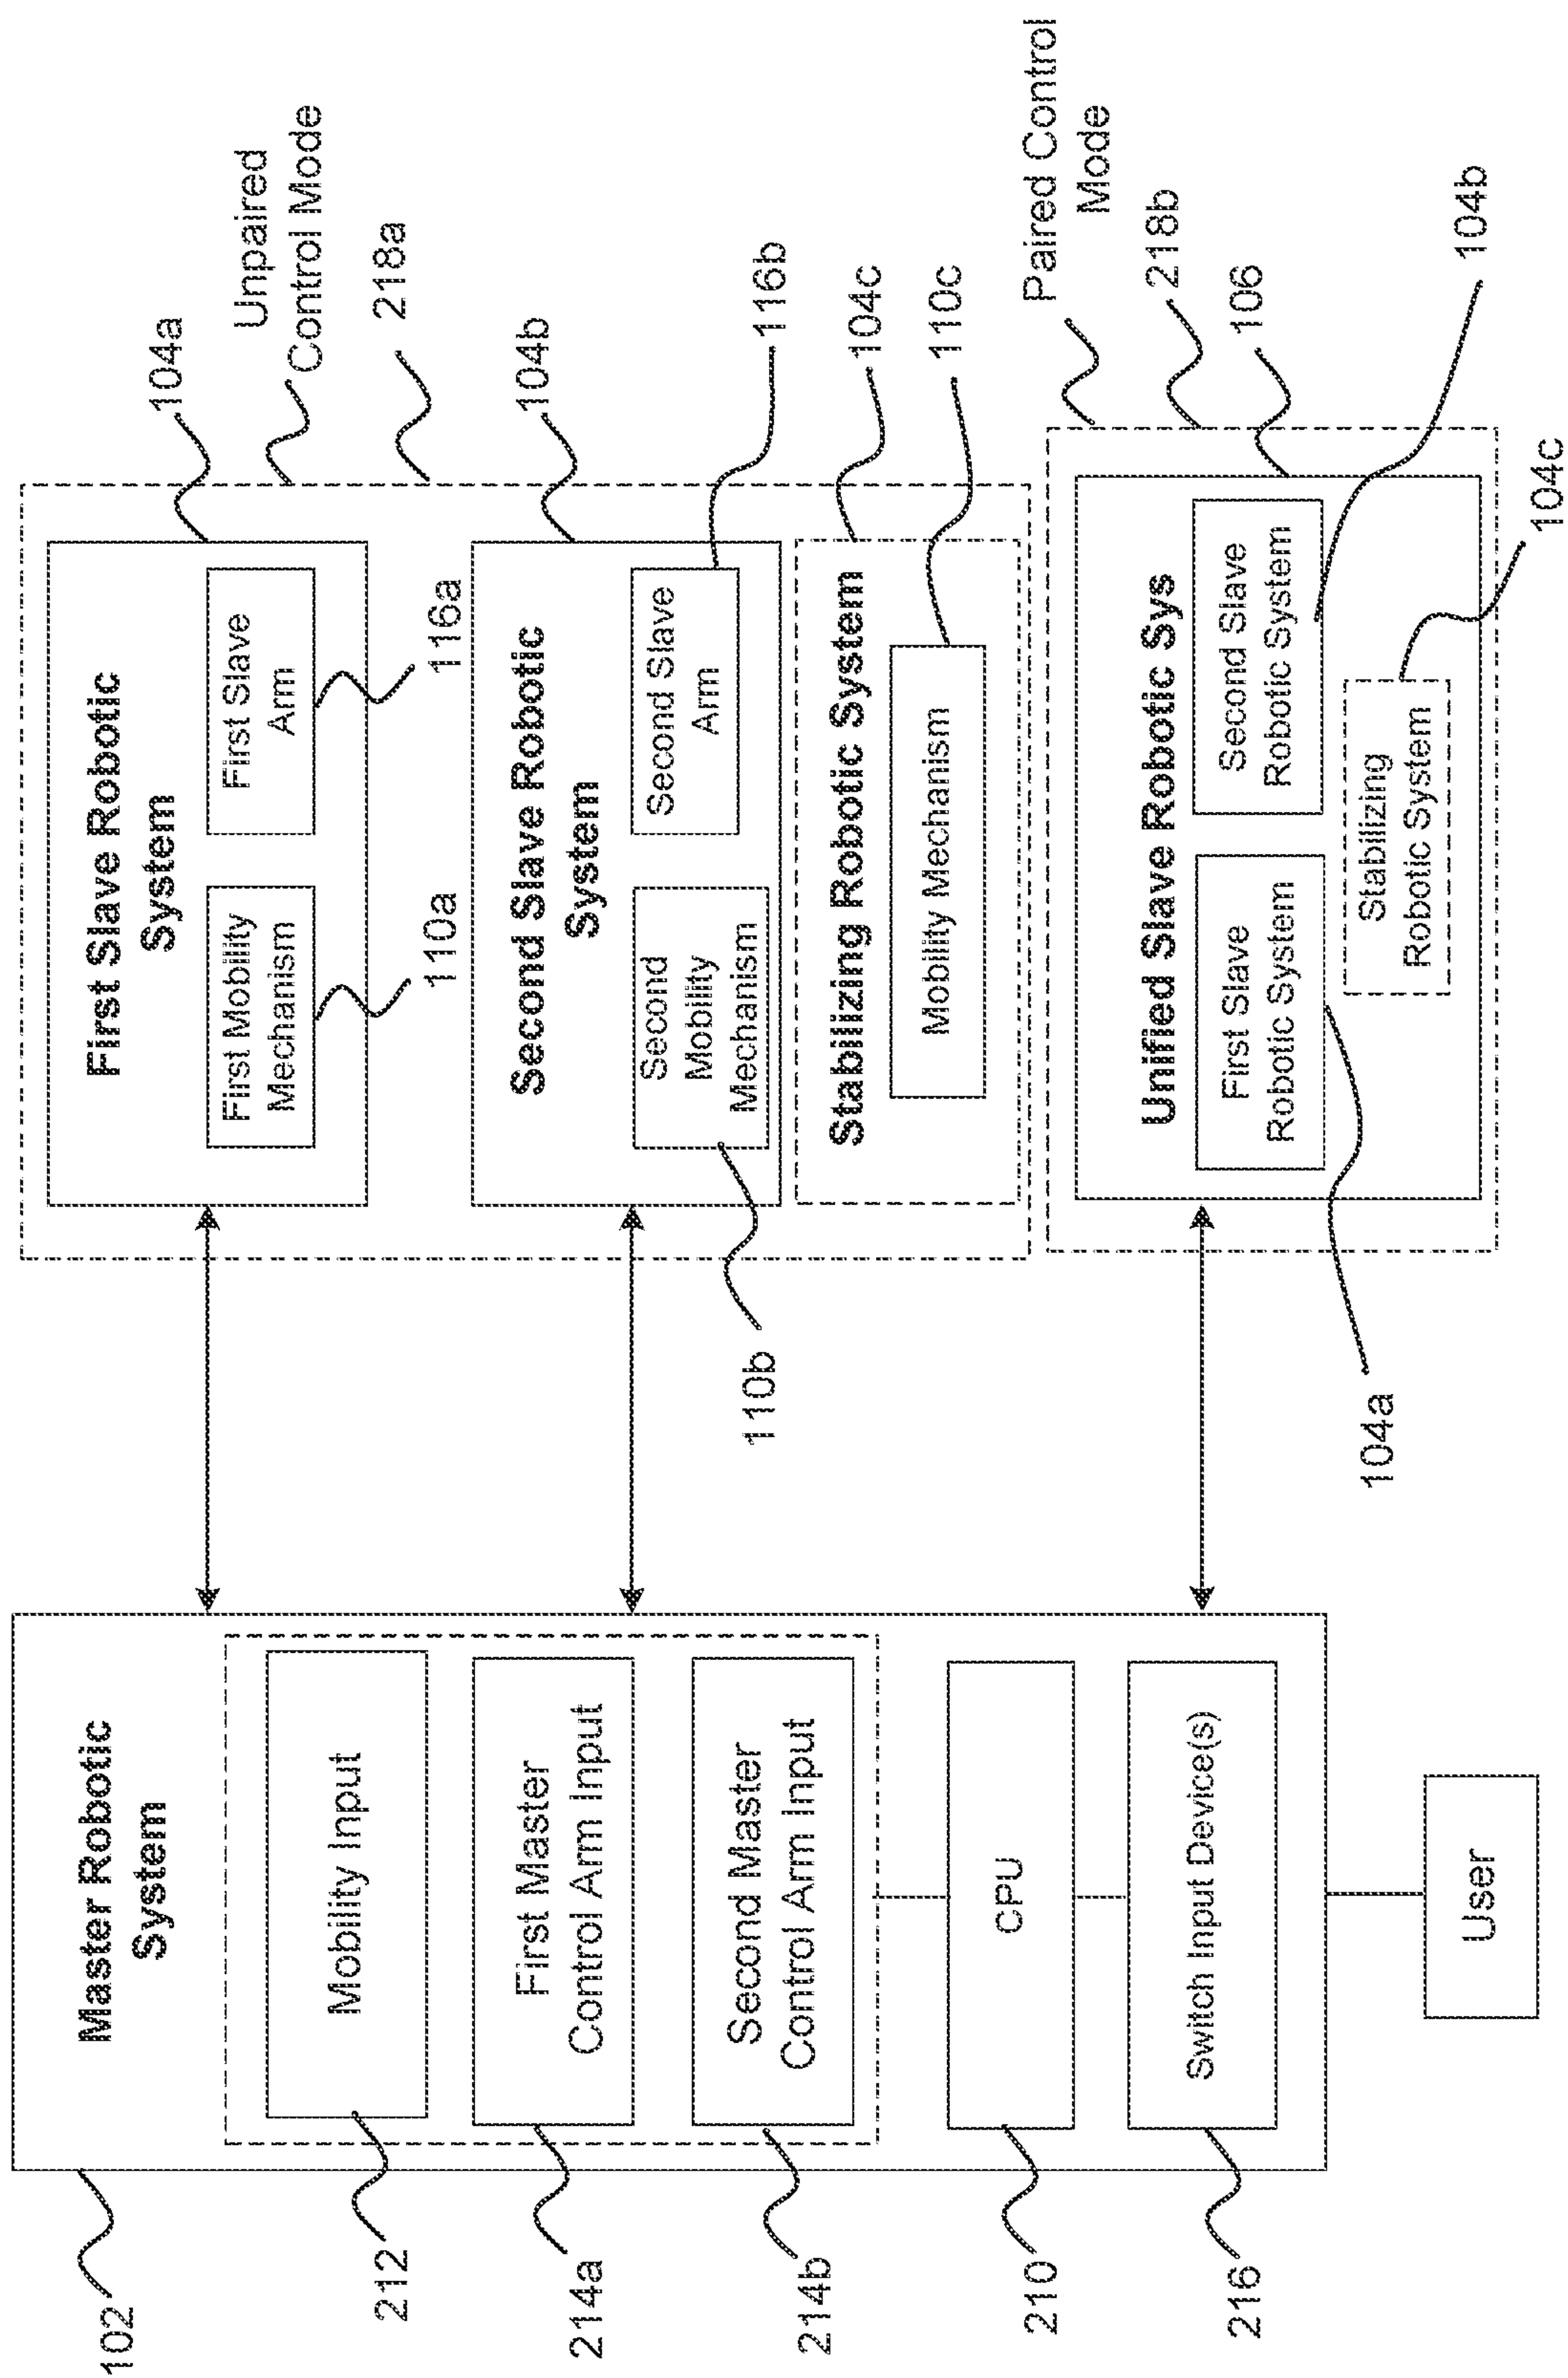 Master Robotic
System
Mobility Input
First Master
Control Arm Input
Second Master
Control Arm Input
CPU
Switch Input Device(s)
User
102
212
214a
214b
210
216
First Slave Robotic
System
First Mobility
Mechanism
First Slave
Arm
110a
116a
104a
Unpaired
Control Mode
218a
Second Slave Robotic
System
Second
Mobility
Mechanism
Second Slave
Arm
110b
104b
116b
Stabilizing Robotic System
Mobility Mechanism
104c
110c
Paired Control
Mode
218b
106
Unified Slave Robotic Sys
First Slave
Robotic System
Second Slave
Robotic System
Stabilizing
Robotic System
104a
104b
104c